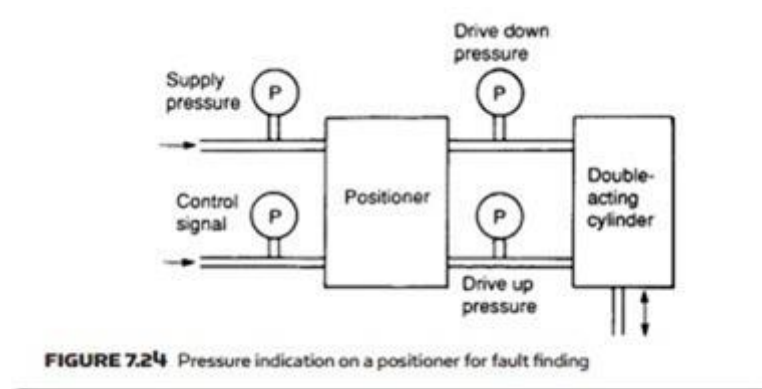 Drive down
pressure
Supply
pressure
P
P
Positioner
Double-
acting
cylinder
Control
signal
P
P
Drive up
pressure
FIGURE 7.24 Pressure indication on a positioner for fault finding